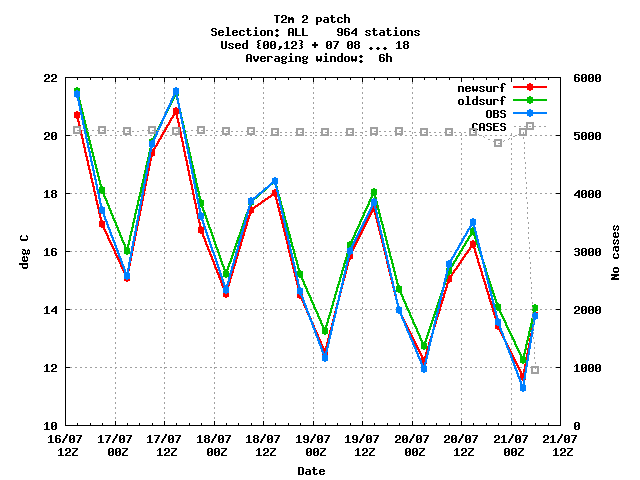 T2m 2 patch
Selection: ALL    964 stations
Used {00,12} + 07 08 ... 18
Averaging window:  6h
22
20
18
16
14
12
10
deg C
6000
5000
4000
3000
2000
1000
0
No cases
newsurf
oldsurf
OBS
CASES
16/07 17/07 17/07 18/07 18/07 19/07 19/07 20/07 20/07 21/07 21/07
12Z 00Z 12Z 00Z 12Z 00Z 12Z 00Z 12Z 00Z 12Z
Date